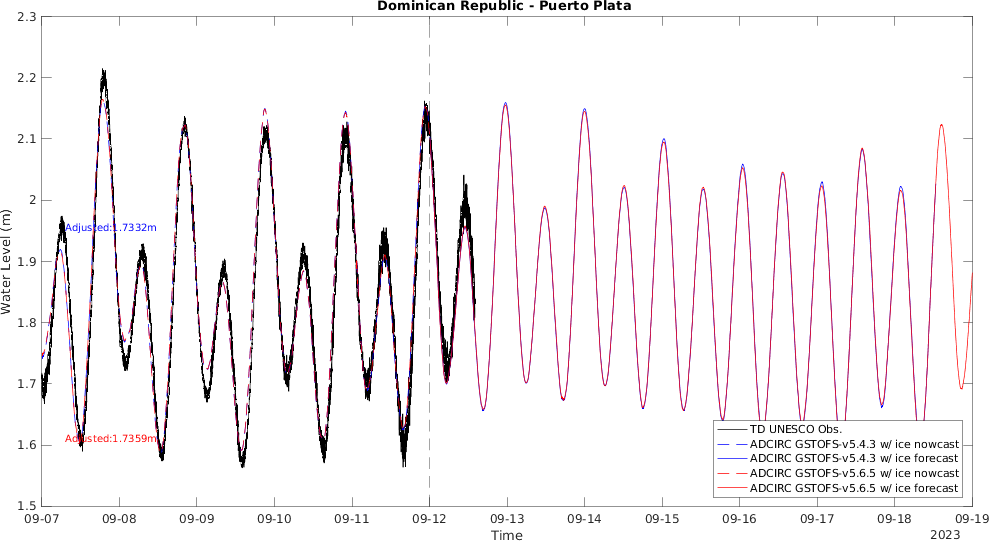 Dominican Republic - Puerto Plata
2.3
2.2
2.1
2
1.9
1.8
1.7
1.6
1.5
Water Level (m)
Adjusted:1.7332m
Adjusted:1.7359m
TD UNESCO Obs.
ADCIRC GSTOFS-v5.4.3 w/ ice nowcast
ADCIRC GSTOFS-v5.4.3 w/ ice forecast
ADCIRC GSTOFS-v5.6.5 w/ ice nowcast
ADCIRC GSTOFS-v5.6.5 w/ ice forecast
09-07 09-08 09-09 09-10 09-11 09-12 09-13 09-14 09-15 09-16 09-17 09-18 09-19
Time
2023